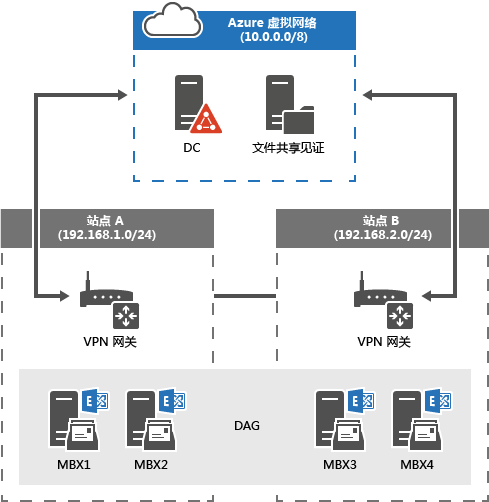 Azure 虚拟网络
(10.0.0.0/8)
DC
文件共享见证
站点 A
(192.168.1.0/24)
站点 B
(192.168.2.0/24)
VPN 网关
VPN 网关
DAG
E
E
E
E
MBX1
MBX2
MBX3
MBX4